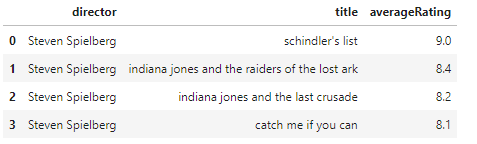 director title averageRating
0 Steven Spielberg schindler's list 9.0
1 Steven Spielberg indiana jones and the raiders of the lost ark 8.4
2 Steven Spielberg indiana jones and the last crusade 8.2
3 Steven Spielberg catch me if you can 8.1